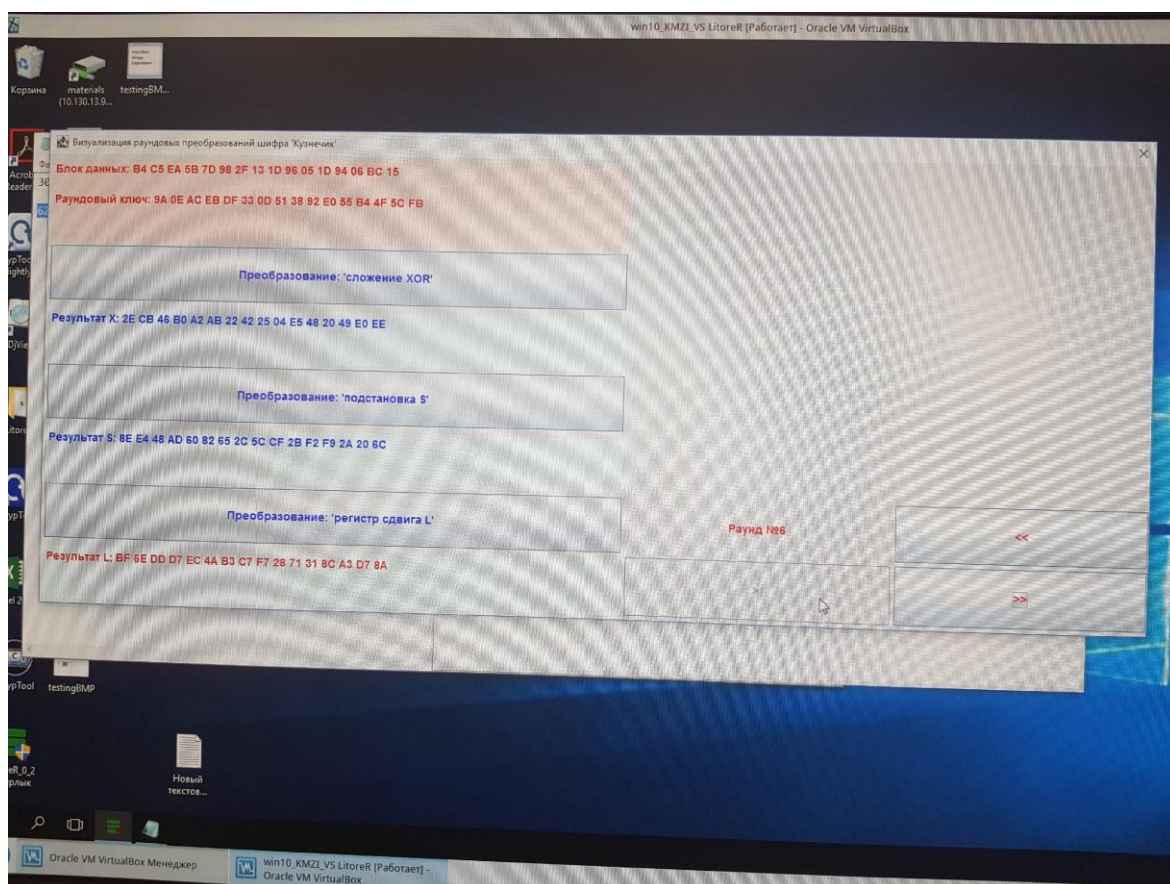 win10_KMZI_VS LitoreR [Работает] - Oracle VM VirtualBox
Корзина
materials
(10.130.13.9...
testingBM...
Визуализация раундовых преобразований шифра 'Кузнечик'
Блок данных: B4 C5 EA 5B 7D 98 2F 13 1D 96 05 1D 94 06 BC 15
Раундовый ключ: 9A 0E AC EB DF 33 0D 51 38 92 E0 55 B4 4F 5C FB
Преобразование: 'сложение XOR'
Результат X: 2E CB 46 B0 A2 AB 22 42 25 04 E5 48 20 49 E0 EE
Преобразование: 'подстановка S'
Результат S: 8E E4 48 AD 60 82 65 2C 5C CF 2B F2 F9 2A 20 6C
Преобразование: 'регистр сдвига L'
Раунд №6
<<
Результат L: BF 6E DD D7 EC 4A B3 C7 F7 28 71 31 8C A3 D7 8A
>
>>
testingBMP
Новый
текстов...
Oracle VM VirtualBox Менеджер
win10_KMZI_VS LitoreR [Работает] -
Oracle VM VirtualBox